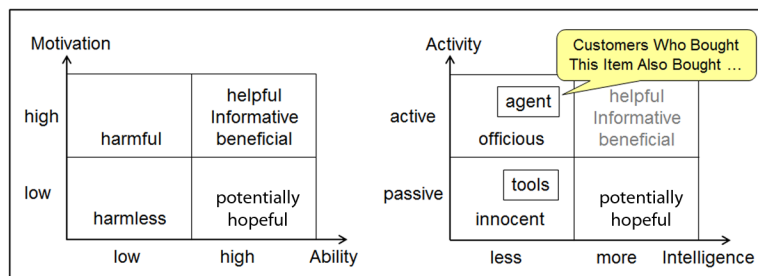 Motivation
high
low
harmful
helpful
Informative
beneficial
harmless
potentially
hopeful
low
high
Ability
Activity
Customers Who Bought
This Item Also Bought …
active
passive
agent
officious
helpful
Informative
beneficial
tools
innocent
potentially
hopeful
less
more
Intelligence